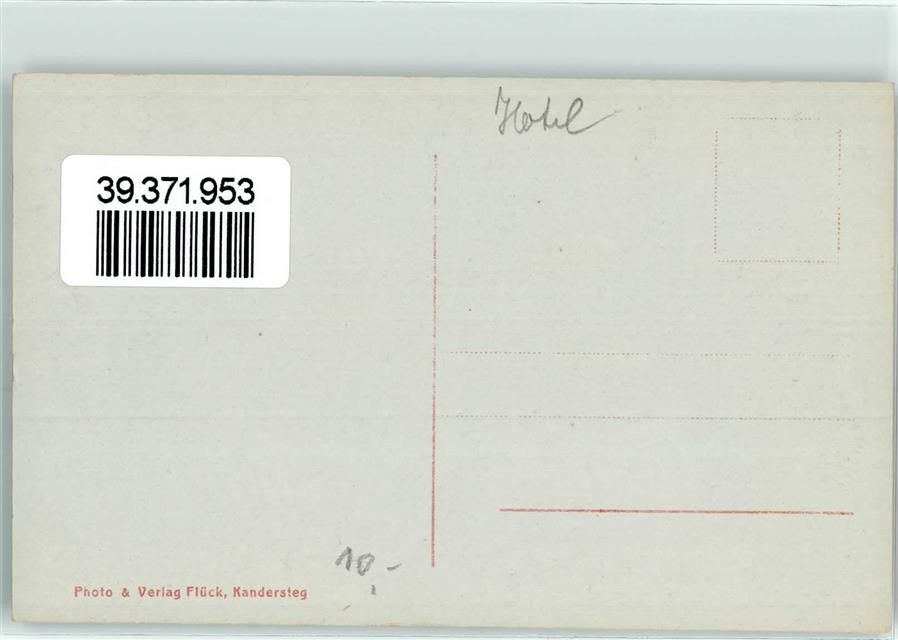 Hotel
39.371.953
10.-
Photo & Verlag Flück, Kandersteg